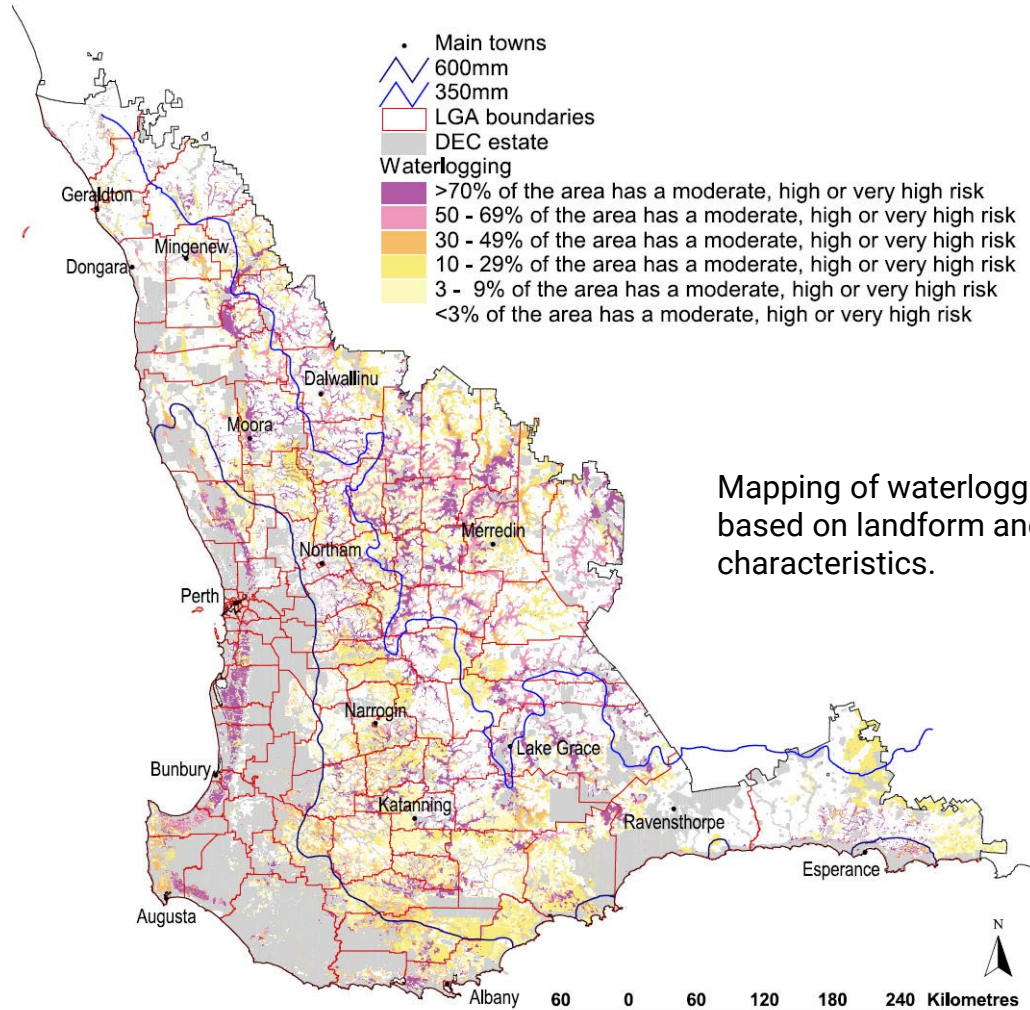 Main towns
600mm
350mm
LGA boundaries
DEC estate
Waterlogging
>70% of the area has a moderate, high or very high risk
50 - 69% of the area has a moderate, high or very high risk
30 - 49% of the area has a moderate, high or very high risk
10 - 29% of the area has a moderate, high or very high risk
3 - 9% of the area has a moderate, high or very high risk
<3% of the area has a moderate, high or very high risk
Geraldton
Mingenew
Dongara
Dalwallinu
Moora
Mapping of waterlogg
based on landform an
characteristics.
Merredin
Northam
Perth
Narrogin
Lake Grace
Bunbury
Katanning
Ravensthorpe
Esperance
Augusta
N
Albany
60 0 60 120 180 240 Kilometres